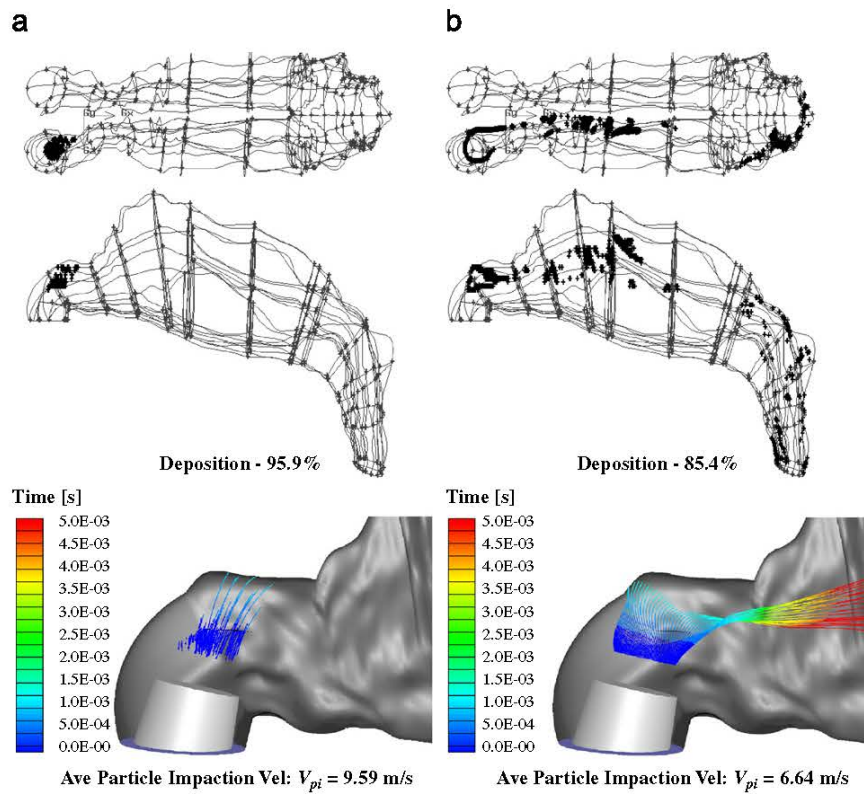 a
b
Deposition - 95.9%
Deposition - 85.4%
Time [s]
5.0E-03
4.5E-03
4.0E-03
3.5E-03
3.0E-03
2.5E-03
2.0E-03
1.5E-03
1.0E-03
5.0E-04
0.0E-00
Time [s]
5.0E-03
4.5E-03
4.0E-03
3.5E-03
3.0E-03
2.5E-03
2.0E-03
1.5E-03
1.0E-03
5.0E-04
0.0E-00
Ave Particle Impaction Vel: Vpi = 9.59 m/s
Ave Particle Impaction Vel: Vpi = 6.64 m/s